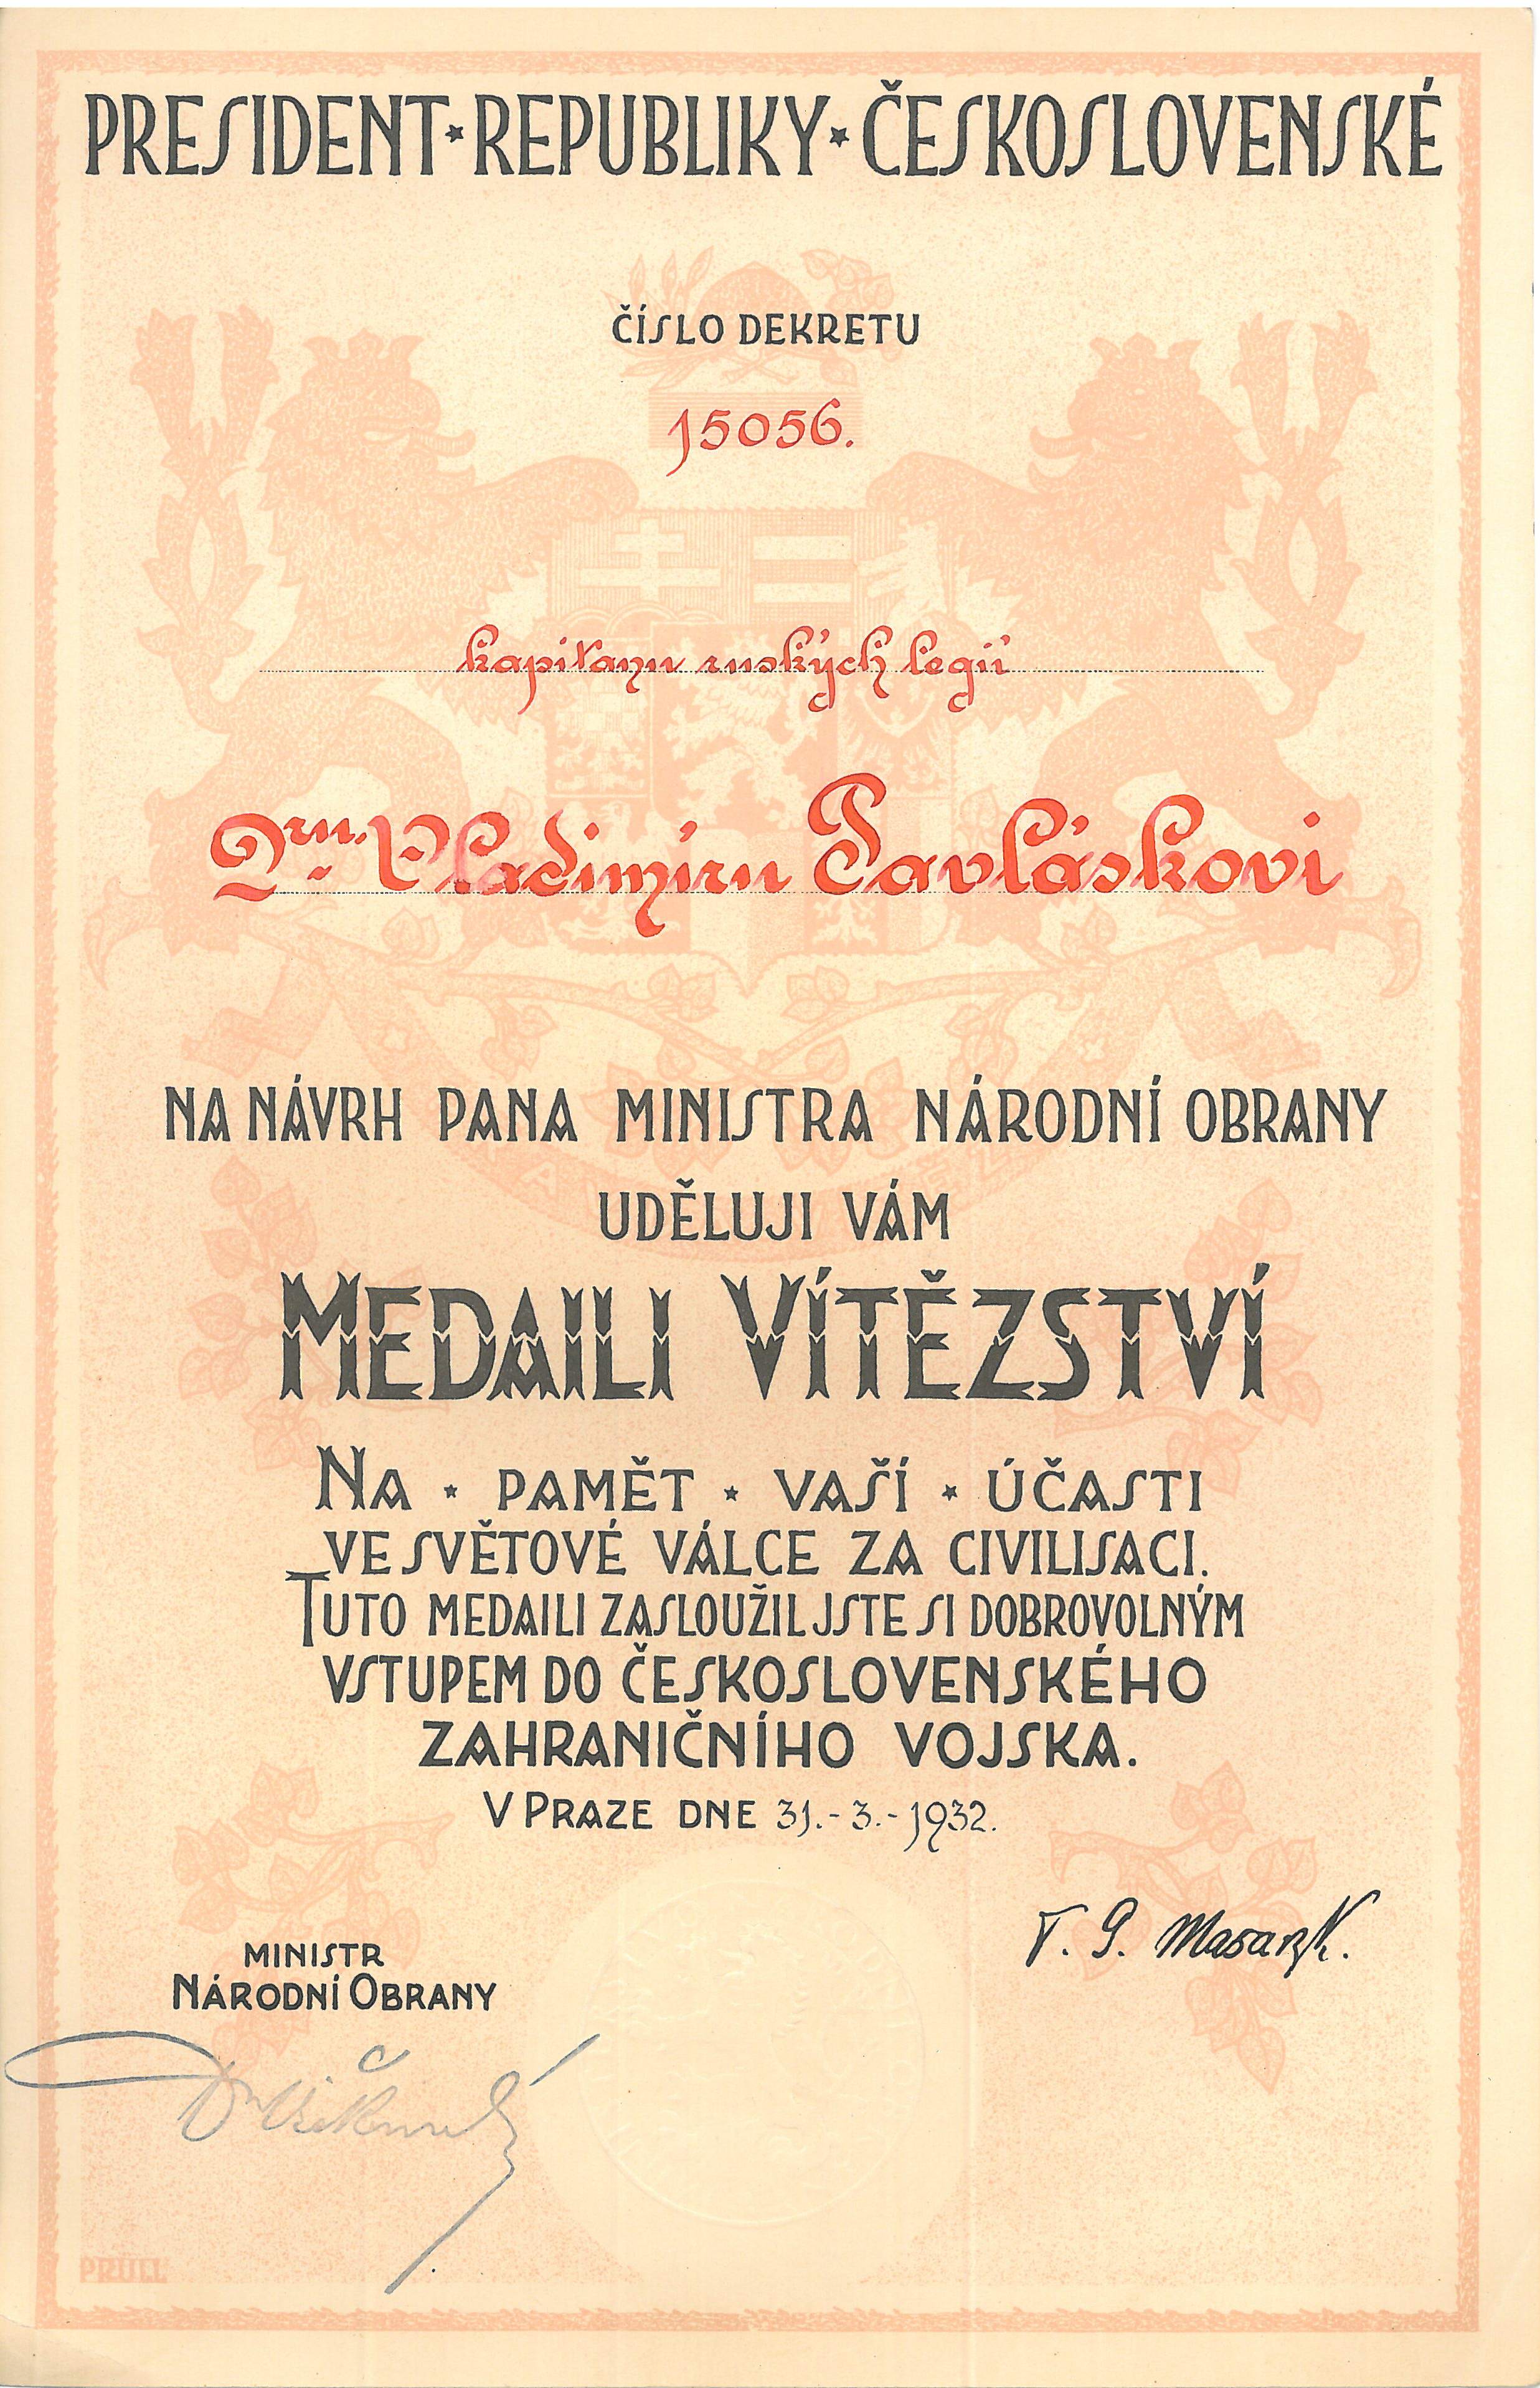 PRESIDENT ⋆ REPUBLIKY ⋆ ČESKOSLOVENSKÉ
ČÍSLO DEKRETU
15056.
kapitanu ruských legií
Dru. Vladimíru Pavláskovi
NA NÁVRH PANA MINISTRA NÁRODNÍ OBRANY
UDĚLUJI VÁM
MEDAILI VÍTĚZSTVÍ
NA ⋆ PAMĚT ⋆ VAŠÍ ⋆ ÚČASTI
VE SVĚTOVÉ VÁLCE ZA CIVILISACI.
TUTO MEDAILI ZASLOUŽIL JSTE SI DOBROVOLNÝM
VSTUPEM DO ČESKOSLOVENSKÉHO
ZAHRANIČNÍHO VOJSKA.
V PRAZE DNE 31.-3.-1932.
T. G. Masaryk.
MINISTR
NÁRODNÍ OBRANY
PRÜLL